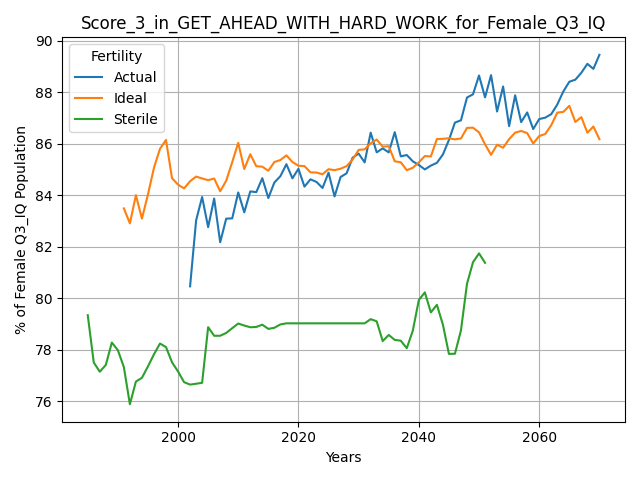 Score_3_in_GET_AHEAD_WITH_HARD_WORK_for_Female_Q3_IQ
Fertility
Actual
Ideal
Sterile
% of Female Q3_IQ Population
90
88
86
84
82
80
78
76
2000
2020
2040
2060
Years